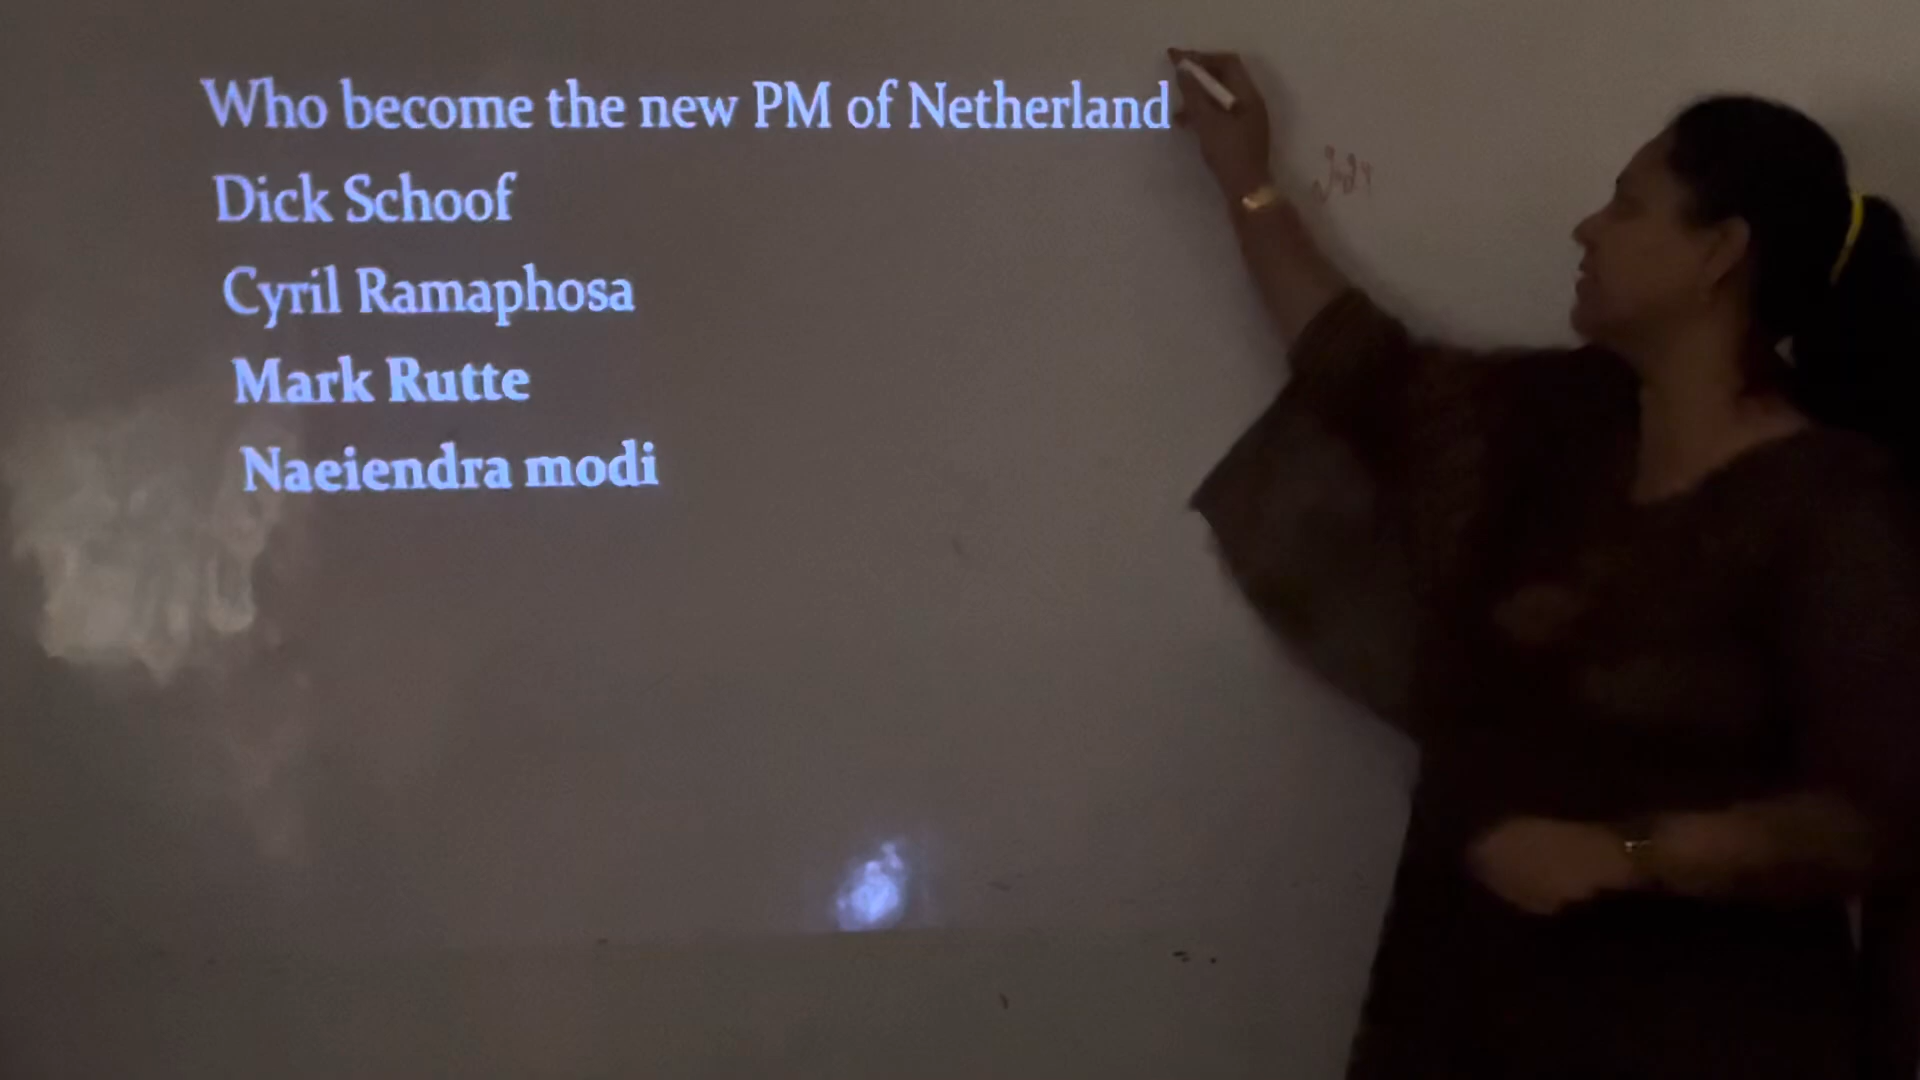 Who become the new PM of Netherland
Dick Schoof
Cyril Ramaphosa
Mark Rutte
Naeiendra modi